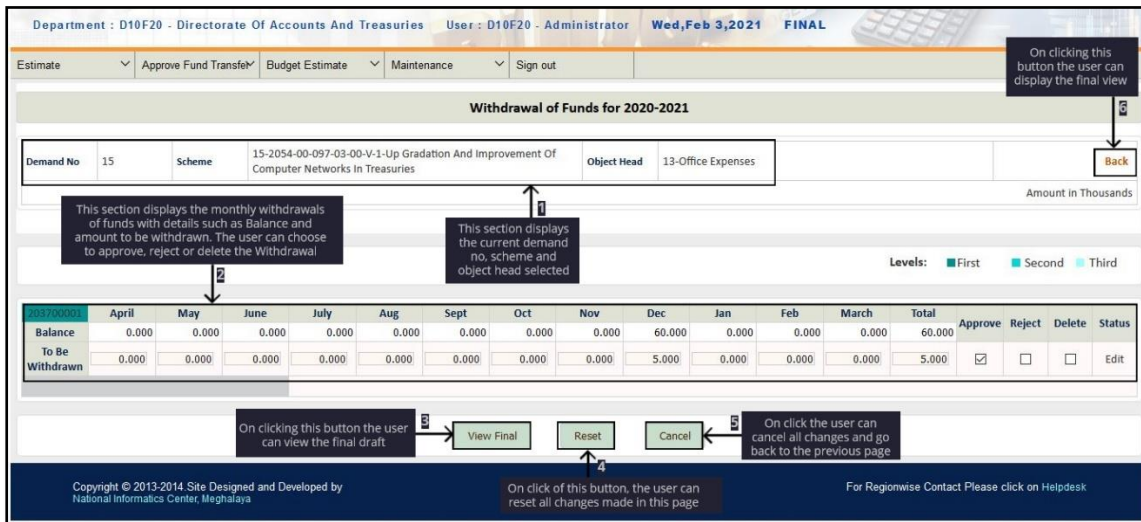 Department : D10F20 - Directorate Of Accounts And Treasuries User : D10F20 - Administrator Wed,Feb 3,2021 FINAL
Estimate Approve Fund Transfer Budget Estimate Maintenance Sign out
On clicking this
button the user can
display the final view
6
Withdrawal of Funds for 2020-2021
Demand No 15 Scheme 15-2054-00-097-03-00-V-1-Up Gradation And Improvement Of
Computer Networks In Treasuries Object Head 13-Office Expenses Back
Amount in Thousands
This section displays the monthly withdrawals
of funds with details such as Balance and
amount to be withdrawn. The user can choose
to approve, reject or delete the Withdrawal
2
1
This section displays
the current demand
no, scheme and
object head selected
Levels: First Second Third
203700001 April May June July Aug Sept Oct Nov Dec Jan Feb March Total Approve Reject Delete Status
Balance 0.000 0.000 0.000 0.000 0.000 0.000 0.000 0.000 60.000 0.000 0.000 0.000 60.000
To Be
Withdrawn 0.000 0.000 0.000 0.000 0.000 0.000 0.000 0.000 5.000 0.000 0.000 0.000 5.000 Edit
On clicking this button the user
can view the final draft
3
View Final Reset Cancel
5
On click the user can
cancel all changes and go
back to the previous page
4
On click of this button, the user can
reset all changes made in this page
Copyright © 2013-2014.Site Designed and Developed by
National Informatics Center, Meghalaya
For Regionwise Contact Please click on Helpdesk